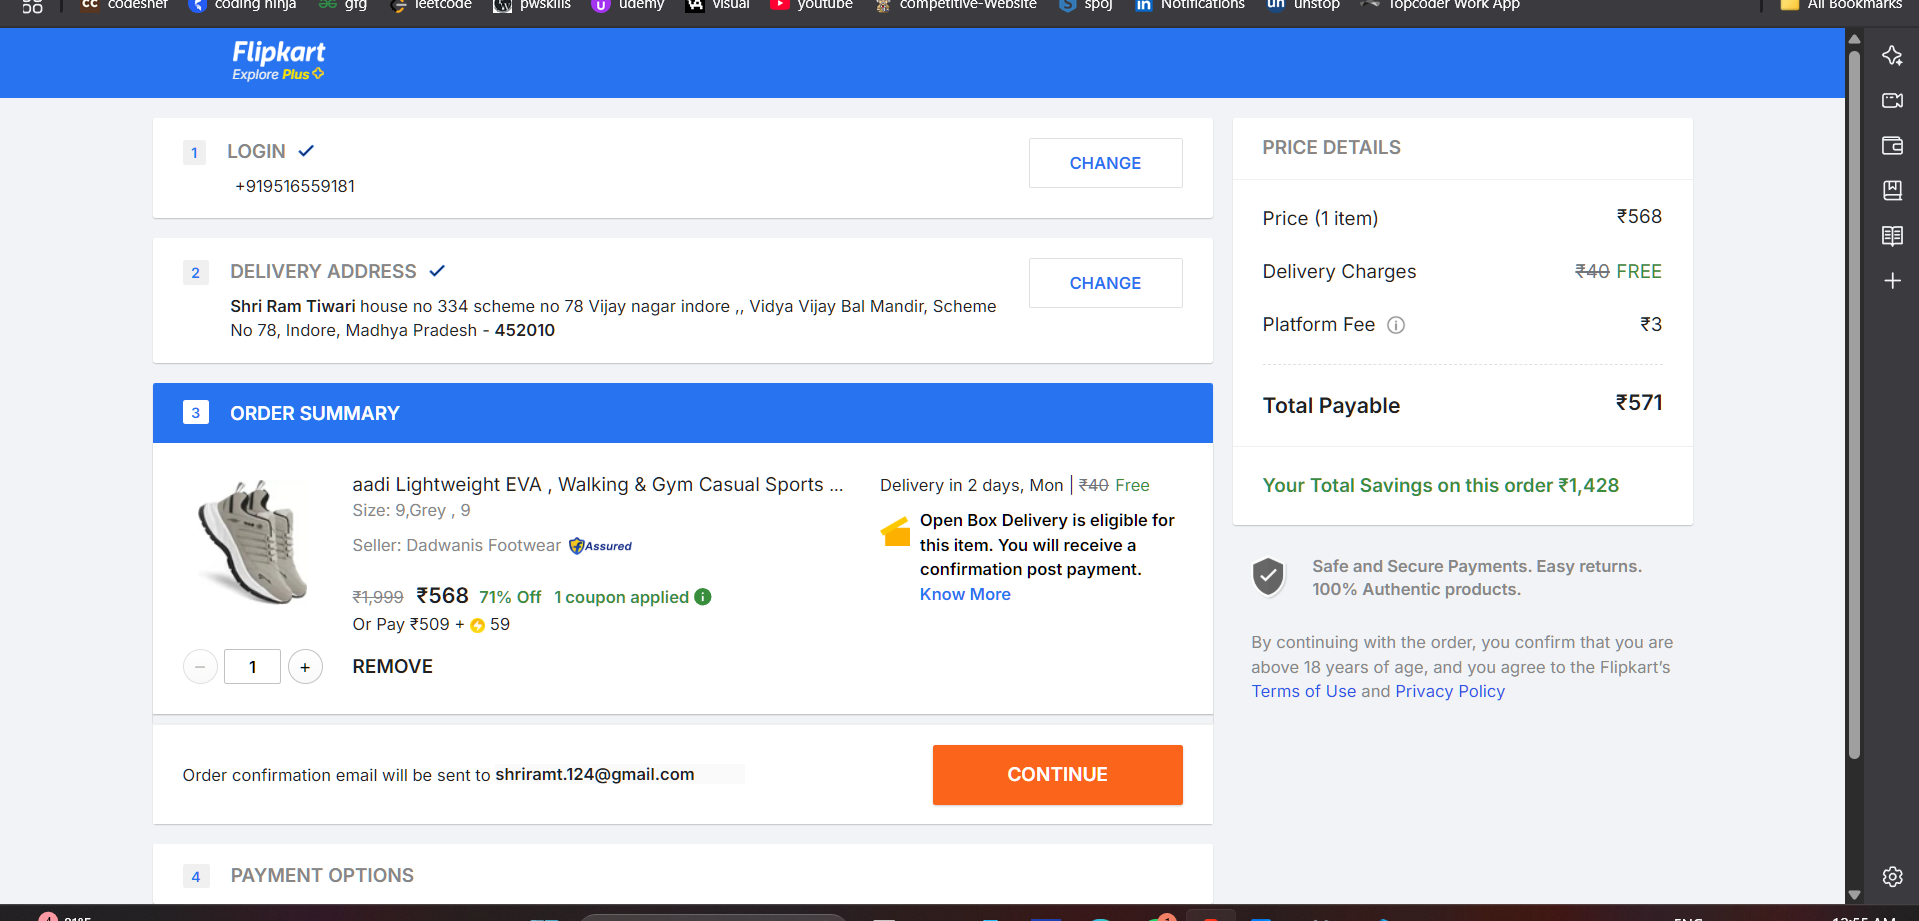 codeshef
coding ninja
gfg
leetcode
pwskills
udemy
visual
youtube
competitive-Website
spoj
Notifications
unstop
Topcoder Work App
All Bookmarks
Flipkart
Explore Plus
1 LOGIN
+919516559181
CHANGE
2 DELIVERY ADDRESS
Shri Ram Tiwari house no 334 scheme no 78 Vijay nagar indore ,, Vidya Vijay Bal Mandir, Scheme
No 78, Indore, Madhya Pradesh - 452010
CHANGE
3 ORDER SUMMARY
aadi Lightweight EVA , Walking & Gym Casual Sports ...
Size: 9,Grey , 9
Seller: Dadwanis Footwear Assured
₹1,999 ₹568 71% Off 1 coupon applied
Or Pay ₹509 + 59
− 1 + REMOVE
Delivery in 2 days, Mon | ₹40 Free
Open Box Delivery is eligible for
this item. You will receive a
confirmation post payment.
Know More
Order confirmation email will be sent to shriramt.124@gmail.com
CONTINUE
4 PAYMENT OPTIONS
PRICE DETAILS
Price (1 item) ₹568
Delivery Charges ₹40 FREE
Platform Fee ₹3
Total Payable ₹571
Your Total Savings on this order ₹1,428
Safe and Secure Payments. Easy returns.
100% Authentic products.
By continuing with the order, you confirm that you are
above 18 years of age, and you agree to the Flipkart's
Terms of Use and Privacy Policy